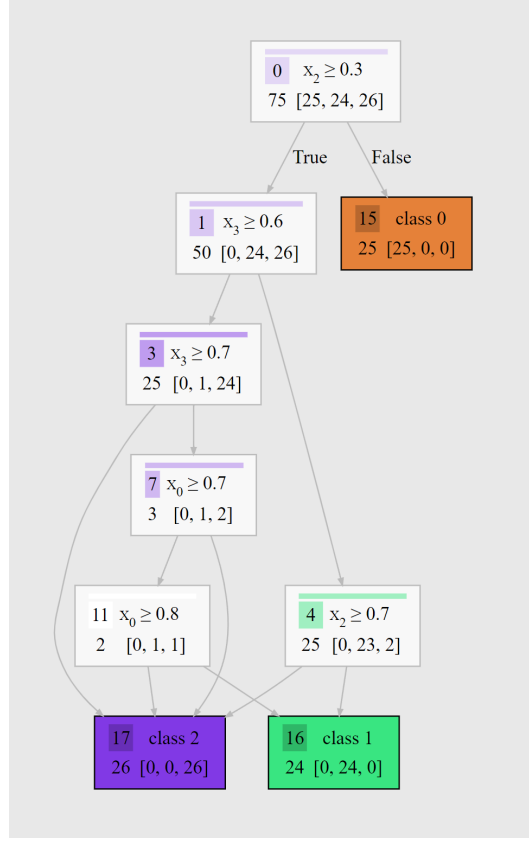 0 x₂ ≥ 0.3
75 [25, 24, 26]
True
False
1 x₃ ≥ 0.6
50 [0, 24, 26]
15 class 0
25 [25, 0, 0]
3 x₃ ≥ 0.7
25 [0, 1, 24]
7 x₀ ≥ 0.7
3 [0, 1, 2]
11 x₀ ≥ 0.8
2 [0, 1, 1]
4 x₂ ≥ 0.7
25 [0, 23, 2]
17 class 2
26 [0, 0, 26]
16 class 1
24 [0, 24, 0]